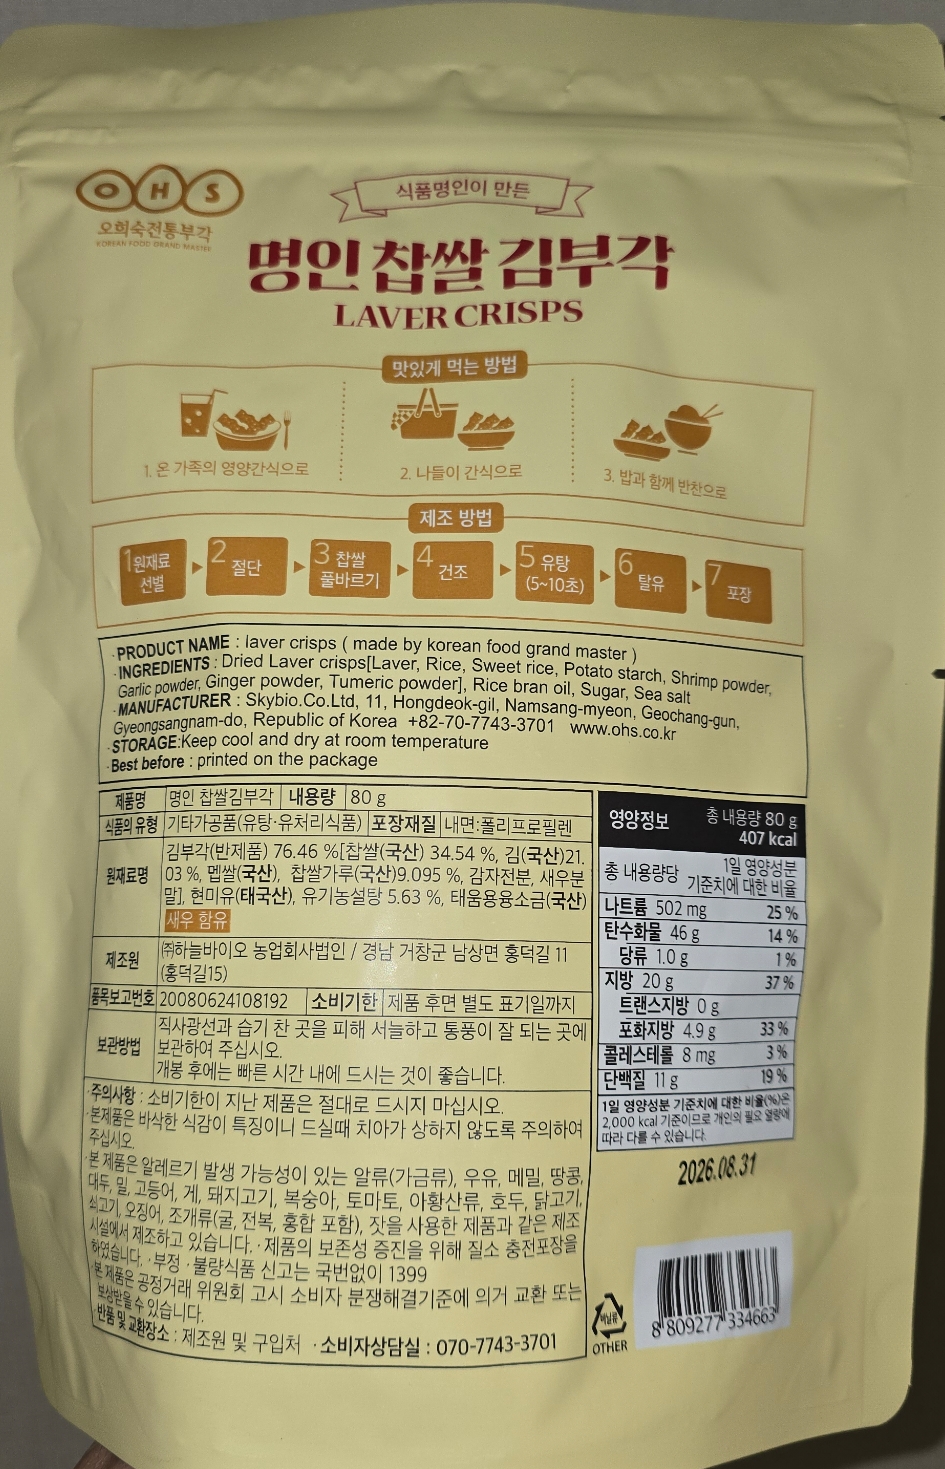 OHS
오희숙전통부각
KOREAN FOOD GRAND MASTER
식품명인이 만든
명인 찹쌀 김부각
LAVER CRISPS
맛있게 먹는 방법
1. 온 가족의 영양간식으로
2. 나들이 간식으로
3. 밥과 함께 반찬으로
제조 방법
1 원재료
선별
2 절단
3 찹쌀
풀바르기
4 건조
5 유탕
(5~10초)
6 탈유
7 포장
·PRODUCT NAME : laver crisps ( made by korean food grand master )
·INGREDIENTS : Dried Laver crisps[Laver, Rice, Sweet rice, Potato starch, Shrimp powder,
Garlic powder, Ginger powder, Tumeric powder], Rice bran oil, Sugar, Sea salt
·MANUFACTURER : Skybio.Co.Ltd, 11, Hongdeok-gil, Namsang-myeon, Geochang-gun,
Gyeongsangnam-do, Republic of Korea +82-70-7743-3701 www.ohs.co.kr
·STORAGE:Keep cool and dry at room temperature
·Best before : printed on the package
제품명 명인 찹쌀김부각 내용량 80 g
식품의 유형 기타가공품(유탕·유처리식품) 포장재질 내면:폴리프로필렌
원재료명
김부각(반제품) 76.46 %[찹쌀(국산) 34.54 %, 김(국산)21.
03 %, 멥쌀(국산), 찹쌀가루(국산)9.095 %, 감자전분, 새우분
말], 현미유(태국산), 유기농설탕 5.63 %, 태움용융소금(국산)
새우 함유
제조원
㈜하늘바이오 농업회사법인 / 경남 거창군 남상면 홍덕길 11
(홍덕길15)
품목보고번호 20080624108192 소비기한 제품 후면 별도 표기일까지
보관방법
직사광선과 습기 찬 곳을 피해 서늘하고 통풍이 잘 되는 곳에
보관하여 주십시오.
개봉 후에는 빠른 시간 내에 드시는 것이 좋습니다.
·주의사항 : 소비기한이 지난 제품은 절대로 드시지 마십시오.
·본제품은 바삭한 식감이 특징이니 드실때 치아가 상하지 않도록 주의하여
주십시오.
·본 제품은 알레르기 발생 가능성이 있는 알류(가금류), 우유, 메밀, 땅콩,
대두, 밀, 고등어, 게, 돼지고기, 복숭아, 토마토, 아황산류, 호두, 닭고기,
쇠고기, 오징어, 조개류(굴, 전복, 홍합 포함), 잣을 사용한 제품과 같은 제조
시설에서 제조하고 있습니다. ·제품의 보존성 증진을 위해 질소 충전포장을
하였습니다. ·부정 ·불량식품 신고는 국번없이 1399
·본 제품은 공정거래 위원회 고시 소비자 분쟁해결기준에 의거 교환 또는
보상받을 수 있습니다.
·반품 및 교환장소 : 제조원 및 구입처 ·소비자상담실 : 070-7743-3701
영양정보 총 내용량 80 g
407 kcal
총 내용량당 1일 영양성분
기준치에 대한 비율
나트륨 502 mg 25 %
탄수화물 46 g 14 %
당류 1.0 g 1 %
지방 20 g 37 %
트랜스지방 0 g
포화지방 4.9 g 33 %
콜레스테롤 8 mg 3 %
단백질 11 g 19 %
1일 영양성분 기준치에 대한 비율(%)은
2,000 kcal 기준이므로 개인의 필요 열량에
따라 다를 수 있습니다.
2026.08.31
비닐류
OTHER
8 809277 334663